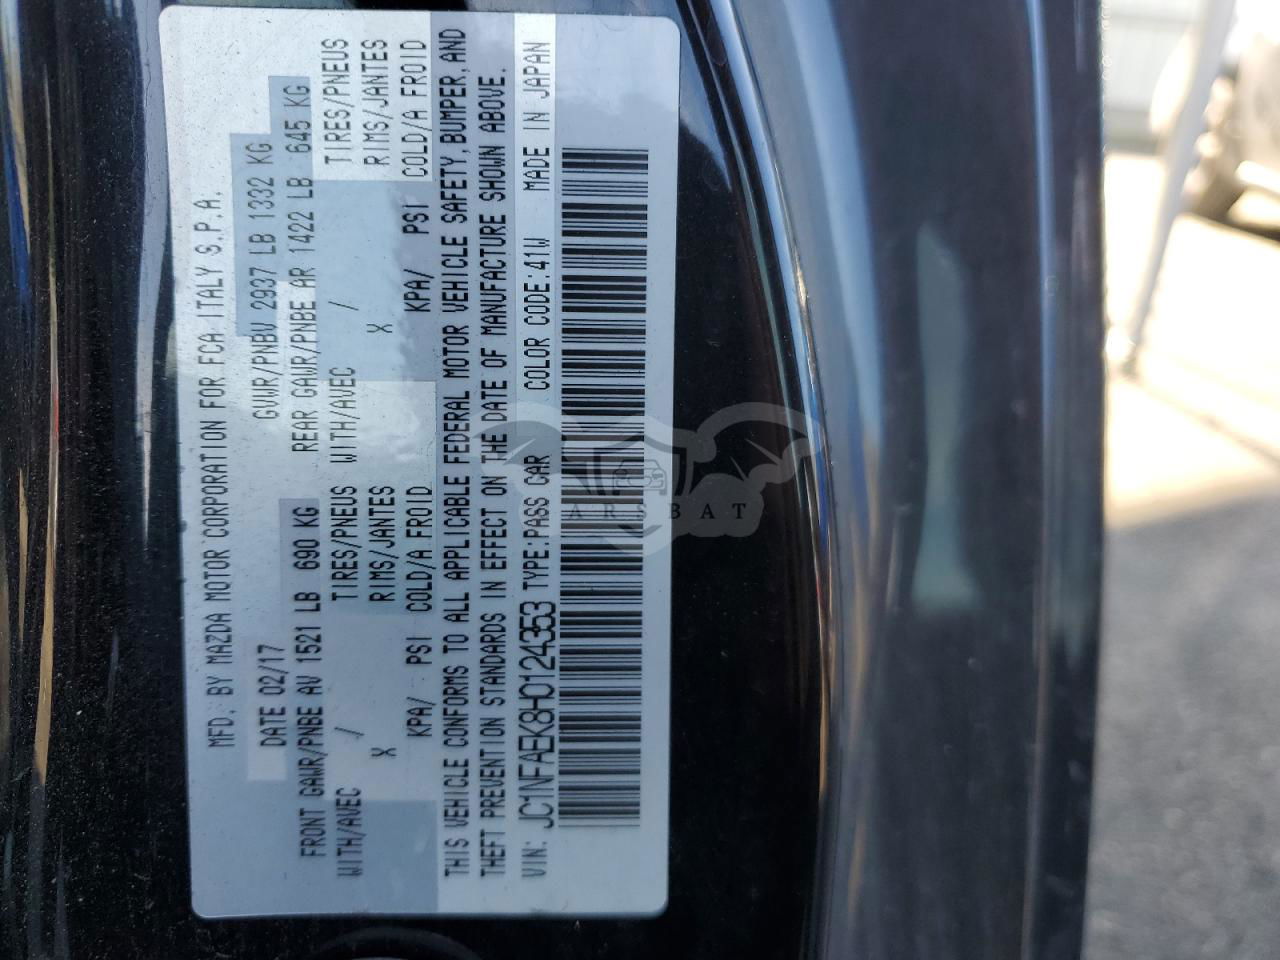 MFD. BY MAZDA MOTOR CORPORATION FOR FCA ITALY S.P.A.
DATE 02/17 GVWR/PNBV 2937 LB 1332 KG
FRONT GAWR/PNBE AV 1521 LB 690 KG REAR GAWR/PNBE AR 1422 LB 645 KG
WITH/AVEC / TIRES/PNEUS WITH/AVEC / TIRES/PNEUS
X RIMS/JANTES X RIMS/JANTES
KPA/ PSI COLD/A FROID KPA/ PSI COLD/A FROID
THIS VEHICLE CONFORMS TO ALL APPLICABLE FEDERAL MOTOR VEHICLE SAFETY, BUMPER, AND
THEFT PREVENTION STANDARDS IN EFFECT ON THE DATE OF MANUFACTURE SHOWN ABOVE.
VIN: JC1NFAEK8H0124353 TYPE:PASS CAR COLOR CODE:41W MADE IN JAPAN
CARSBAT